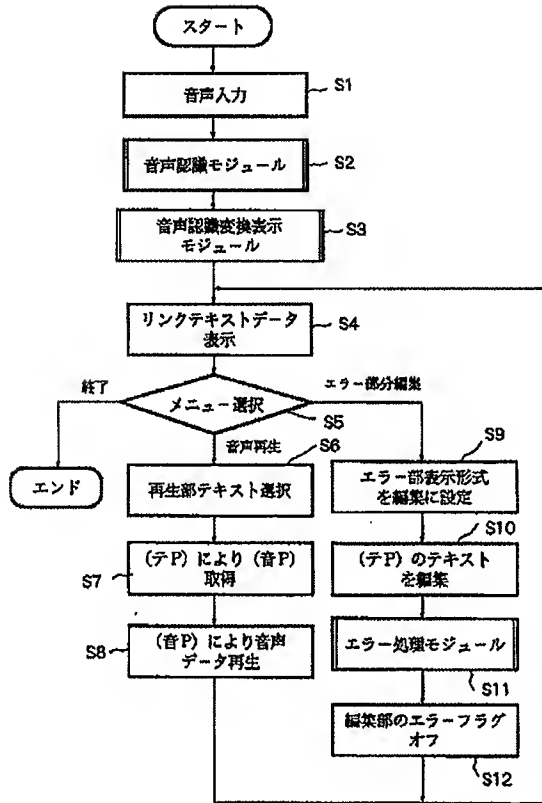 スタート
音声入力
S1
音声認識モジュール
S2
音声認識変換表示
モジュール
S3
リンクテキストデータ
表示
S4
終了
メニュー選択
エラー部分編集
S5
音声再生
エンド
再生部テキスト選択
S6
(テP)により(音P)
取得
S7
(音P)により音声
データ再生
S8
エラー部表示形式
を編集に設定
S9
(テP)のテキスト
を編集
S10
エラー処理モジュール
S11
編集部のエラーフラグ
オフ
S12